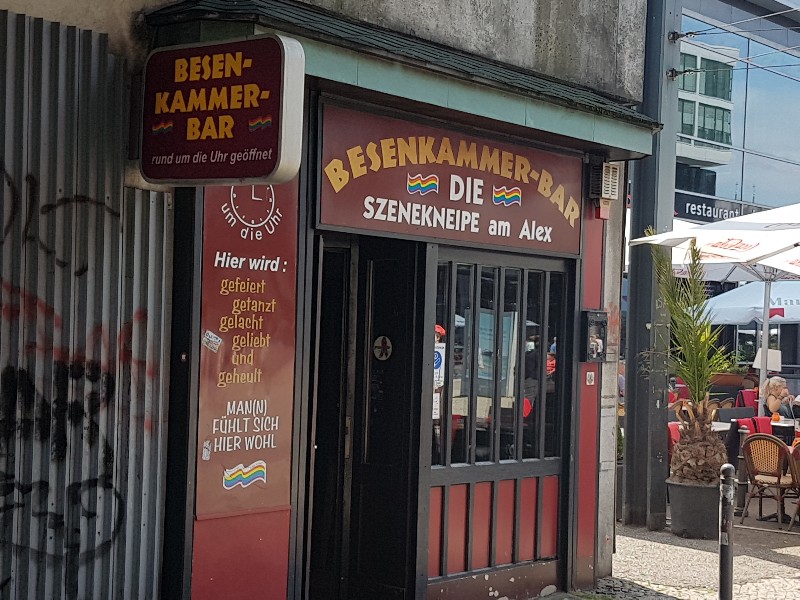 BESEN-
KAMMER-
BAR
rund um die Uhr geöffnet
BESENKAMMER-BAR
DIE
SZENEKNEIPE am Alex
um die Uhr
Hier wird :
gefeiert
getanzt
gelacht
geliebt
und
geheult
MAN(N)
FÜHLT SICH
HIER WOHL
restaurant